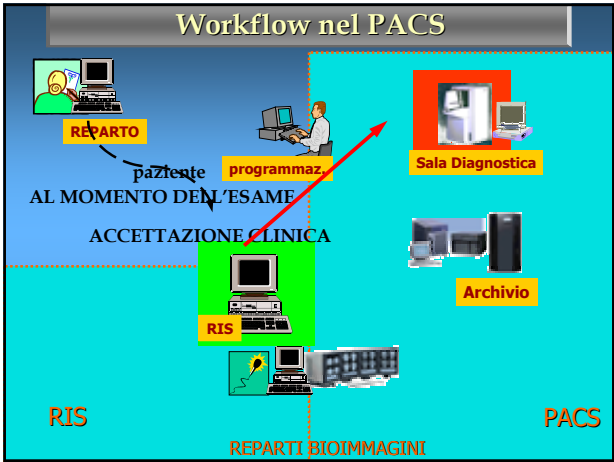 Workflow nel PACS
REPARTO
paziente
programmaz.
Sala Diagnostica
AL MOMENTO DELL'ESAME
ACCETTAZIONE CLINICA
Archivio
RIS
RIS
PACS
REPARTI BIOIMMAGINI